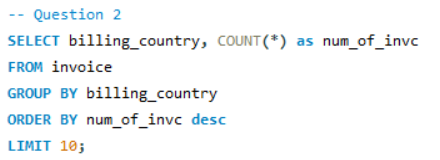 -- Question 2
SELECT billing_country, COUNT(*) as num_of_invc
FROM invoice
GROUP BY billing_country
ORDER BY num_of_invc desc
LIMIT 10;